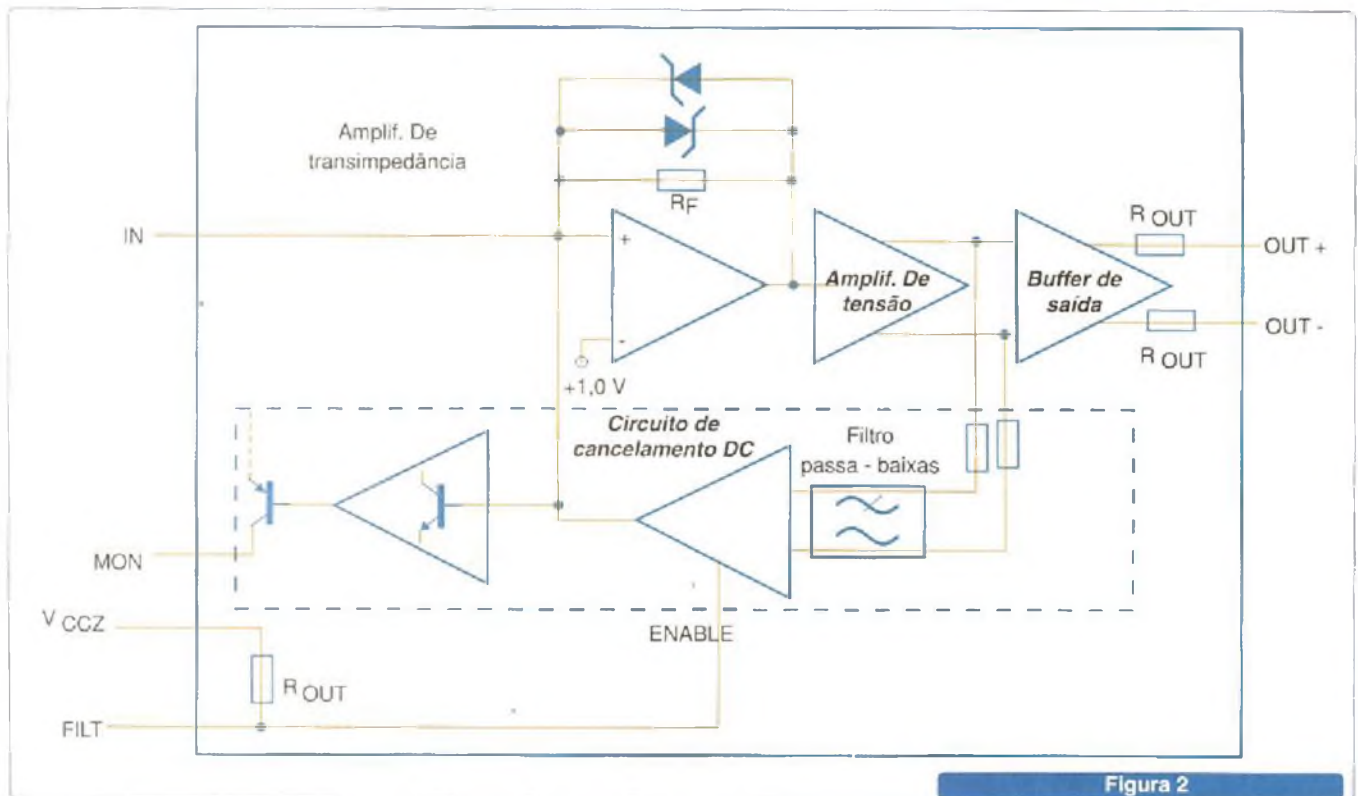 Amplif. De
transimpedância
RF
IN
+
-
+1,0 V
Amplif. De
tensão
Buffer de
saída
R OUT
OUT +
R OUT
OUT -
Circuito de
cancelamento DC
Filtro
passa - baixas
MON
V CCZ
ENABLE
R OUT
FILT
Figura 2